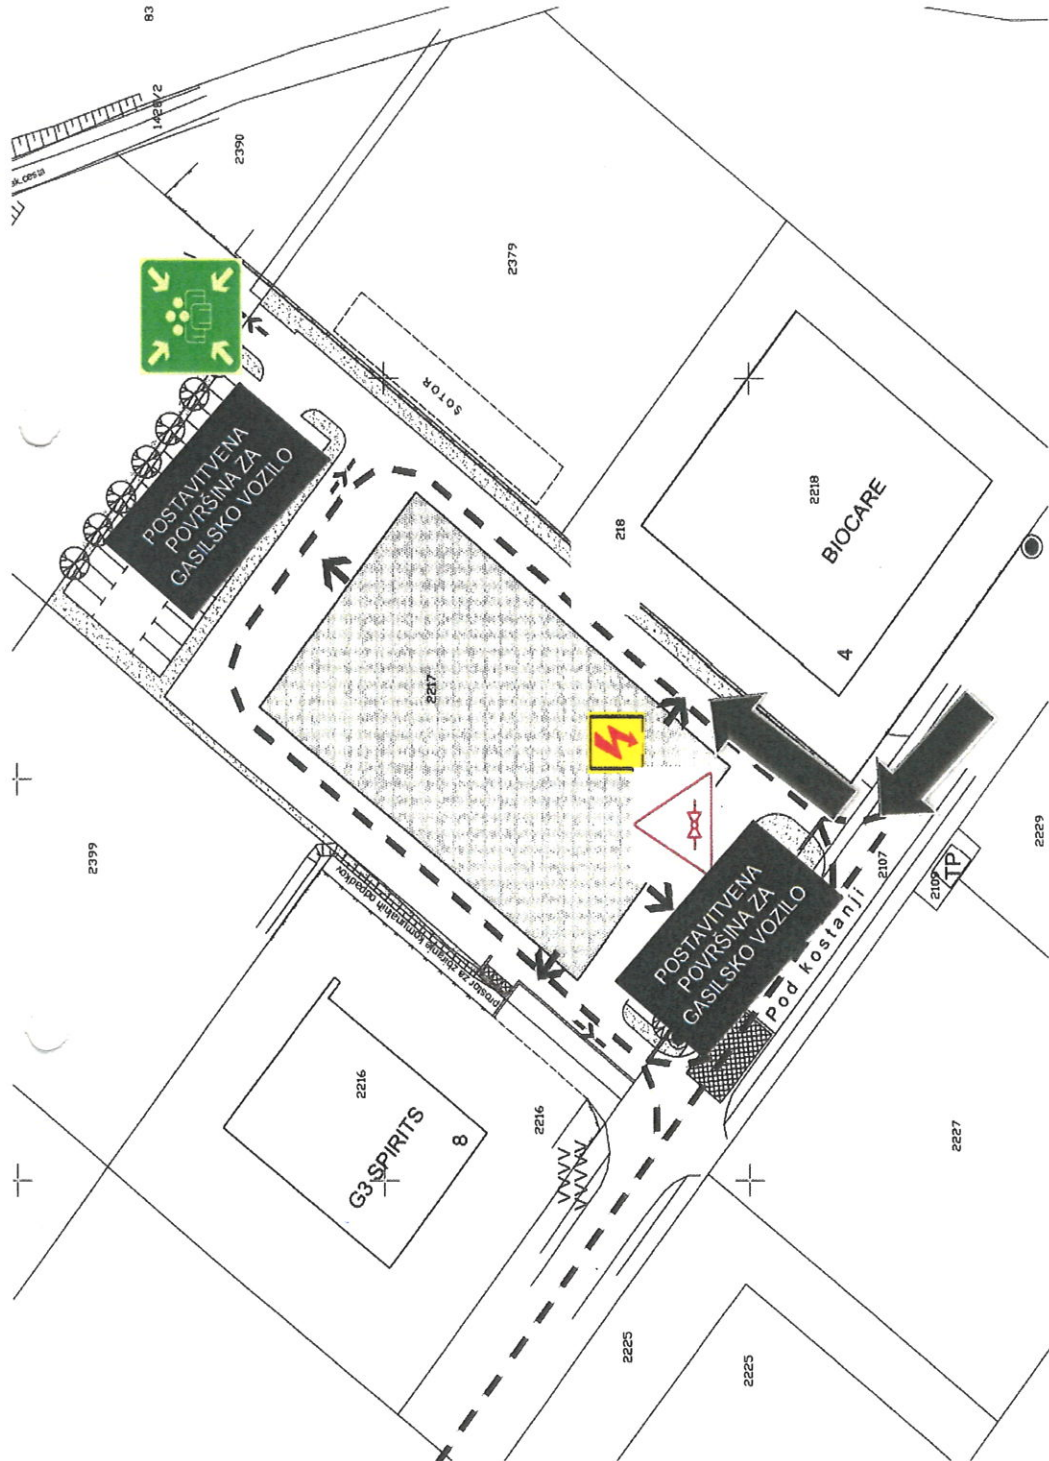 83
1428/2
2390
2379
ŠOTOR
POSTAVITVENA
POVRŠINA ZA
GASILSKO VOZILO
2217
218
2218
BIOCARE
4
2399
prostor za zbiranje komunalnih odpadkov
POSTAVITVENA
POVRŠINA ZA
GASILSKO VOZILO
2107
2109
TP
2229
Pod kostanji
2216
G3 SPIRITS
8
2216
2227
2225
2225